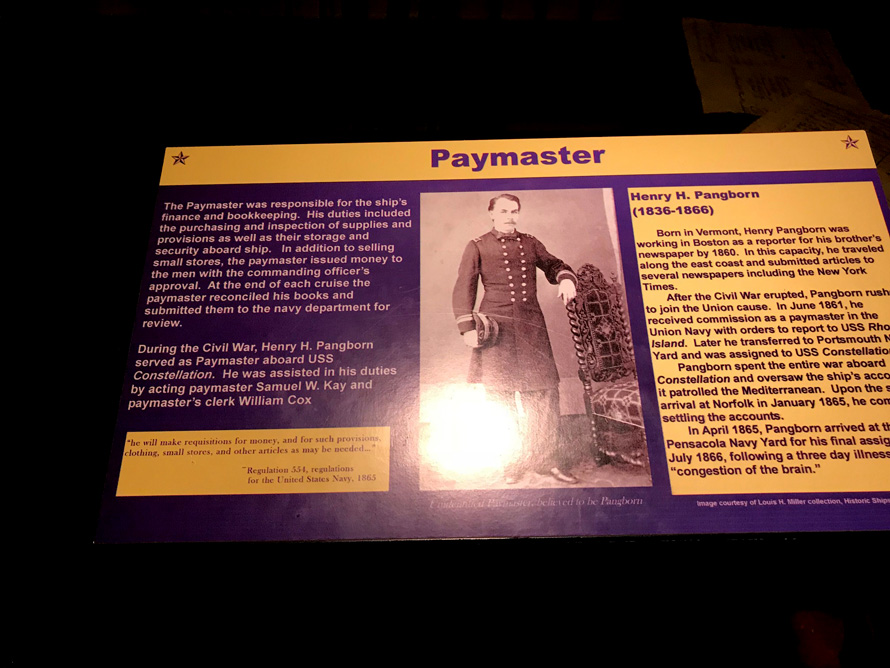 Paymaster
The Paymaster was responsible for the ship's
finance and bookkeeping. His duties included
the purchasing and inspection of supplies and
provisions as well as their storage and
security aboard ship. In addition to selling
small stores, the paymaster issued money to
the men with the commanding officer's
approval. At the end of each cruise the
paymaster reconciled his books and
submitted them to the navy department for
review.
During the Civil War, Henry H. Pangborn
served as Paymaster aboard USS
Constellation. He was assisted in his duties
by acting paymaster Samuel W. Kay and
paymaster's clerk William Cox
"he will make requisitions for money, and for such provisions,
clothing, small stores, and other articles as may be needed..."
Regulation 554, regulations
for the United States Navy, 1865
Paymaster, believed to be Pangborn
Henry H. Pangborn
(1836-1866)
Born in Vermont, Henry Pangborn was
working in Boston as a reporter for his brother's
newspaper by 1860. In this capacity, he traveled
along the east coast and submitted articles to
several newspapers including the New York
Times.
After the Civil War erupted, Pangborn rush
to join the Union cause. In June 1861, he
received commission as a paymaster in the
Union Navy with orders to report to USS Rho
Island. Later he transferred to Portsmouth N
Yard and was assigned to USS Constellatio
Pangborn spent the entire war aboard
Constellation and oversaw the ship's acco
it patrolled the Mediterranean. Upon the s
arrival at Norfolk in January 1865, he com
settling the accounts.
In April 1865, Pangborn arrived at th
Pensacola Navy Yard for his final assig
July 1866, following a three day illness
"congestion of the brain."
Image courtesy of Louis H. Miller collection, Historic Ships